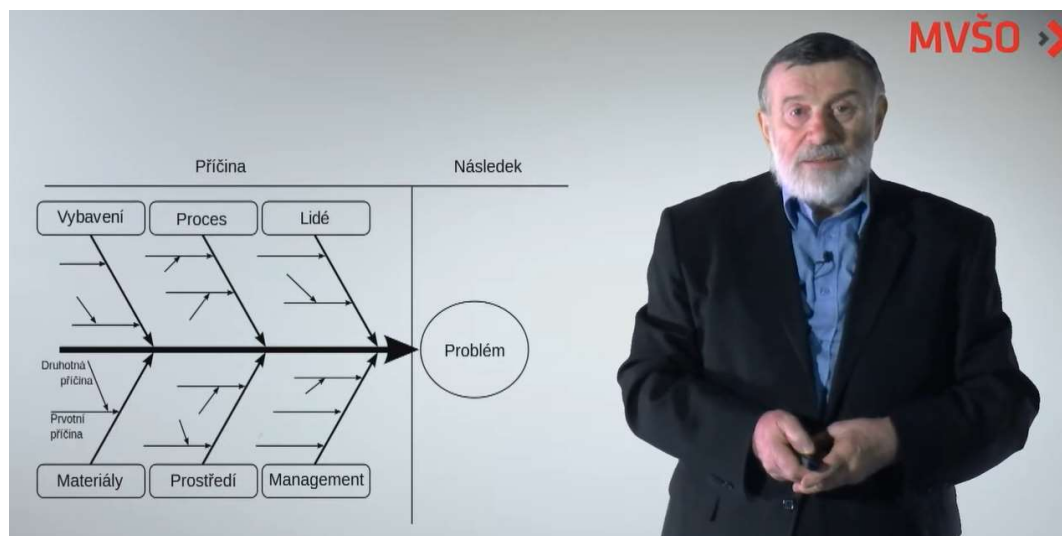 MVŠO
Příčina
Následek
Vybavení
Proces
Lidé
Problém
Druhotná
příčina
Prvotní
příčina
Materiály
Prostředí
Management